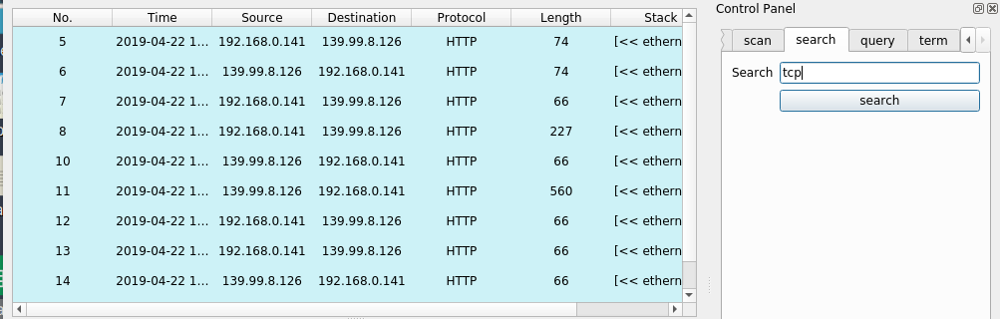 No. Time Source Destination Protocol Length Stack
5 2019-04-22 1... 192.168.0.141 139.99.8.126 HTTP 74 [<< ethern
6 2019-04-22 1... 139.99.8.126 192.168.0.141 HTTP 74 [<< ethern
7 2019-04-22 1... 192.168.0.141 139.99.8.126 HTTP 66 [<< ethern
8 2019-04-22 1... 192.168.0.141 139.99.8.126 HTTP 227 [<< ethern
10 2019-04-22 1... 139.99.8.126 192.168.0.141 HTTP 66 [<< ethern
11 2019-04-22 1... 139.99.8.126 192.168.0.141 HTTP 560 [<< ethern
12 2019-04-22 1... 192.168.0.141 139.99.8.126 HTTP 66 [<< ethern
13 2019-04-22 1... 192.168.0.141 139.99.8.126 HTTP 66 [<< ethern
14 2019-04-22 1... 139.99.8.126 192.168.0.141 HTTP 66 [<< ethern
Control Panel
scan search query term
Search tcp
search